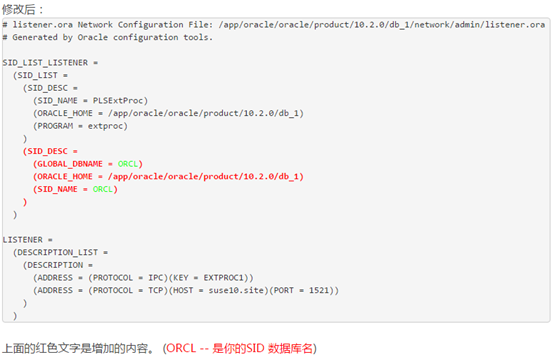 修改后：
# listener.ora Network Configuration File: /app/oracle/oracle/product/10.2.0/db_1/network/admin/listener.ora
# Generated by Oracle configuration tools.
SID_LIST_LISTENER =
(SID_LIST =
(SID_DESC =
(SID_NAME = PLSExtProc)
(ORACLE_HOME = /app/oracle/oracle/product/10.2.0/db_1)
(PROGRAM = extproc)
)
(SID_DESC =
(GLOBAL_DBNAME = ORCL)
(ORACLE_HOME = /app/oracle/oracle/product/10.2.0/db_1)
(SID_NAME = ORCL)
)
)
LISTENER =
(DESCRIPTION_LIST =
(DESCRIPTION =
(ADDRESS = (PROTOCOL = IPC)(KEY = EXTPROC1))
(ADDRESS = (PROTOCOL = TCP)(HOST = suse10.site)(PORT = 1521))
)
)
上面的红色文字是增加的内容。 (ORCL -- 是你的SID 数据库名)